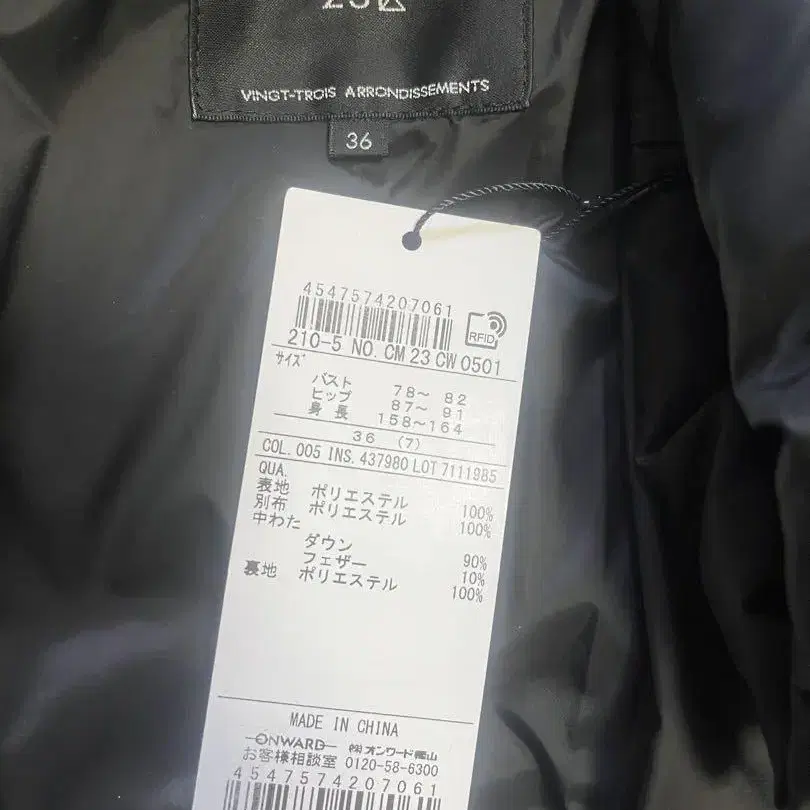 23区
VINGT-TROIS ARRONDISSEMENTS
36
4547574207061
RFID
210-5 NO. CM 23 CW 0501
サイズ
バスト 78～ 82
ヒップ 87～ 91
身 長 158～164
36 (7)
COL. 005 INS. 437980 LOT 7111985
QUA.
表地 ポリエステル 100%
別布 ポリエステル 100%
中わた
ダウン 90%
フェザー 10%
裏地 ポリエステル 100%
MADE IN CHINA
ONWARD ㈱オンワード樫山
お客様相談室 0120-58-6300
4547574207061